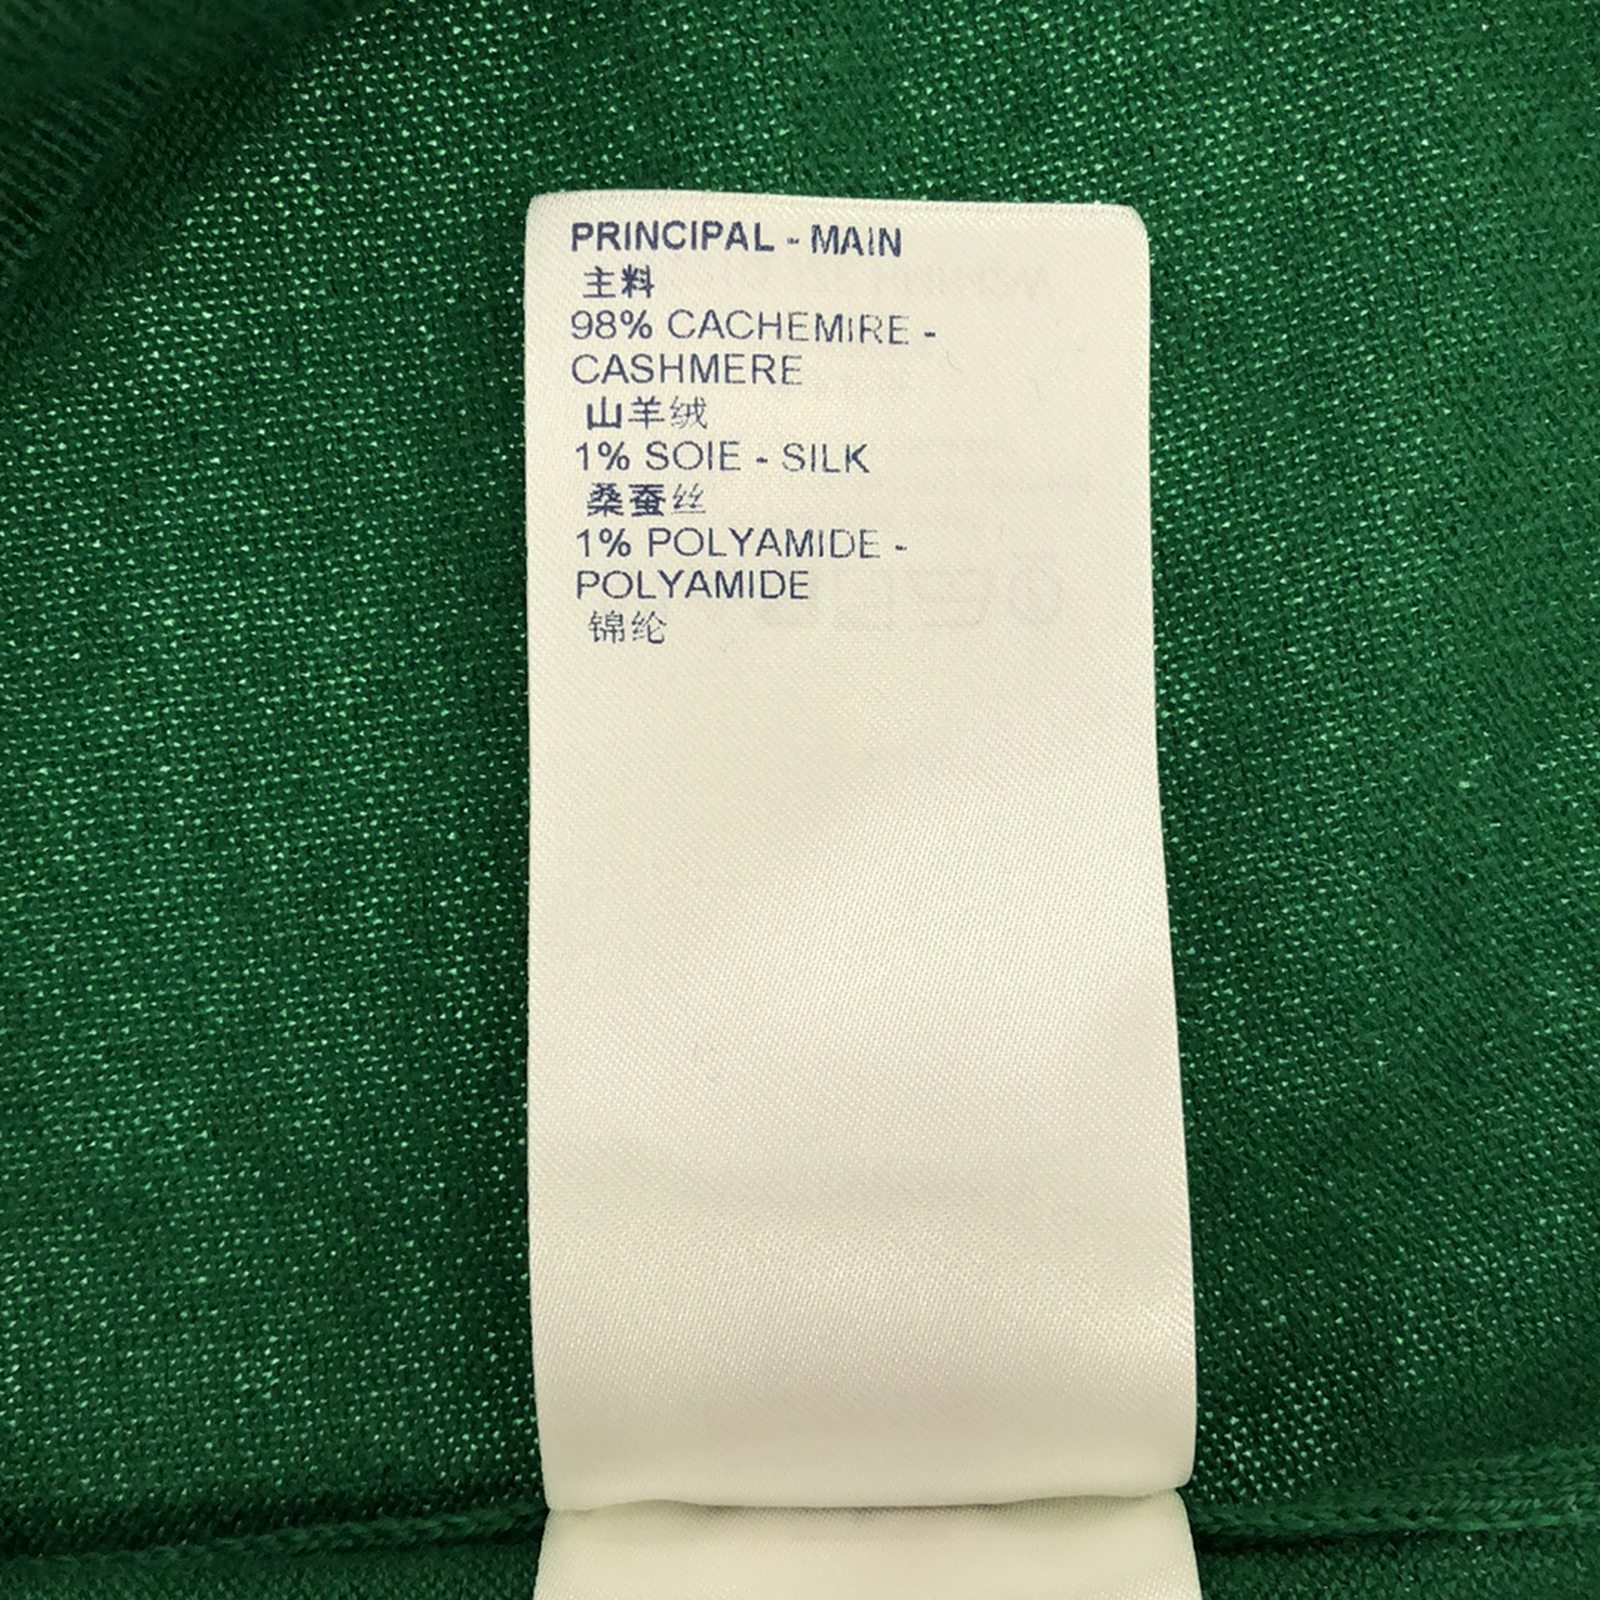 PRINCIPAL - MAIN
主料
98% CACHEMIRE -
CASHMERE
山羊绒
1% SOIE - SILK
桑蚕丝
1% POLYAMIDE -
POLYAMIDE
锦纶